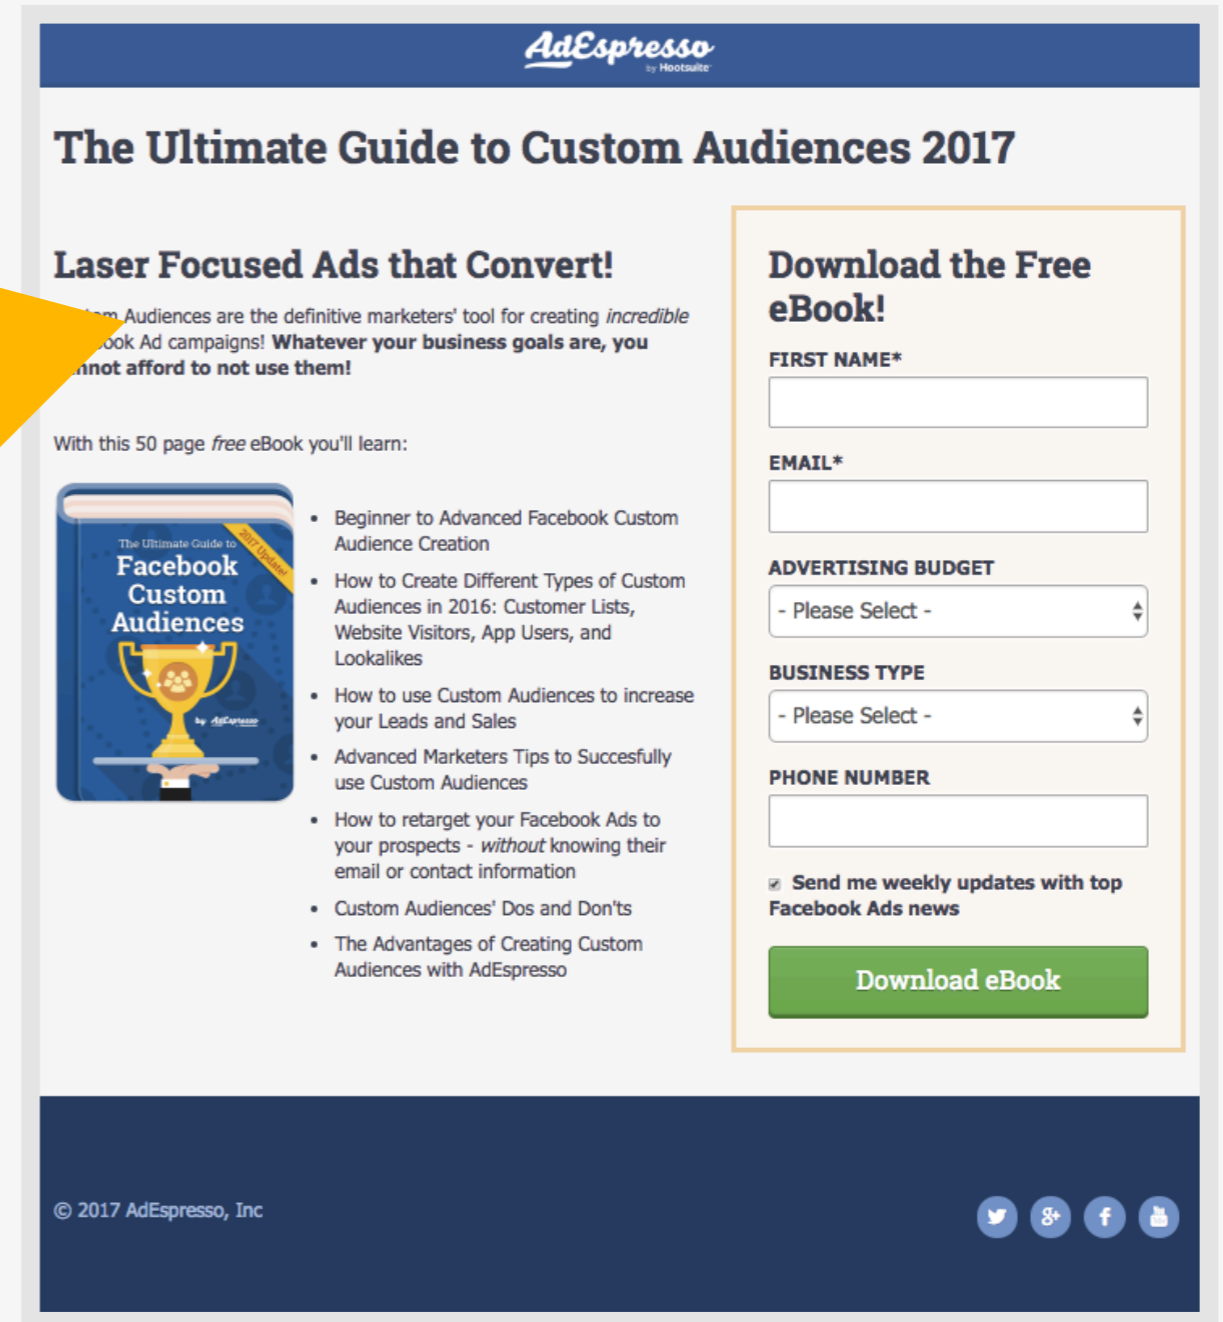 AdEspresso
by Hootsuite
The Ultimate Guide to Custom Audiences 2017
Laser Focused Ads that Convert!
Audiences are the definitive marketers' tool for creating incredible
Ad campaigns! Whatever your business goals are, you
afford to not use them!
With this 50 page free eBook you'll learn:
The Ultimate Guide to
2017 Update!
Facebook
Custom
Audiences
by AdEspresso
• Beginner to Advanced Facebook Custom
Audience Creation
• How to Create Different Types of Custom
Audiences in 2016: Customer Lists,
Website Visitors, App Users, and
Lookalikes
• How to use Custom Audiences to increase
your Leads and Sales
• Advanced Marketers Tips to Succesfully
use Custom Audiences
• How to retarget your Facebook Ads to
your prospects - without knowing their
email or contact information
• Custom Audiences' Dos and Don'ts
• The Advantages of Creating Custom
Audiences with AdEspresso
Download the Free
eBook!
FIRST NAME*
EMAIL*
ADVERTISING BUDGET
- Please Select -
BUSINESS TYPE
- Please Select -
PHONE NUMBER
Send me weekly updates with top
Facebook Ads news
Download eBook
© 2017 AdEspresso, Inc